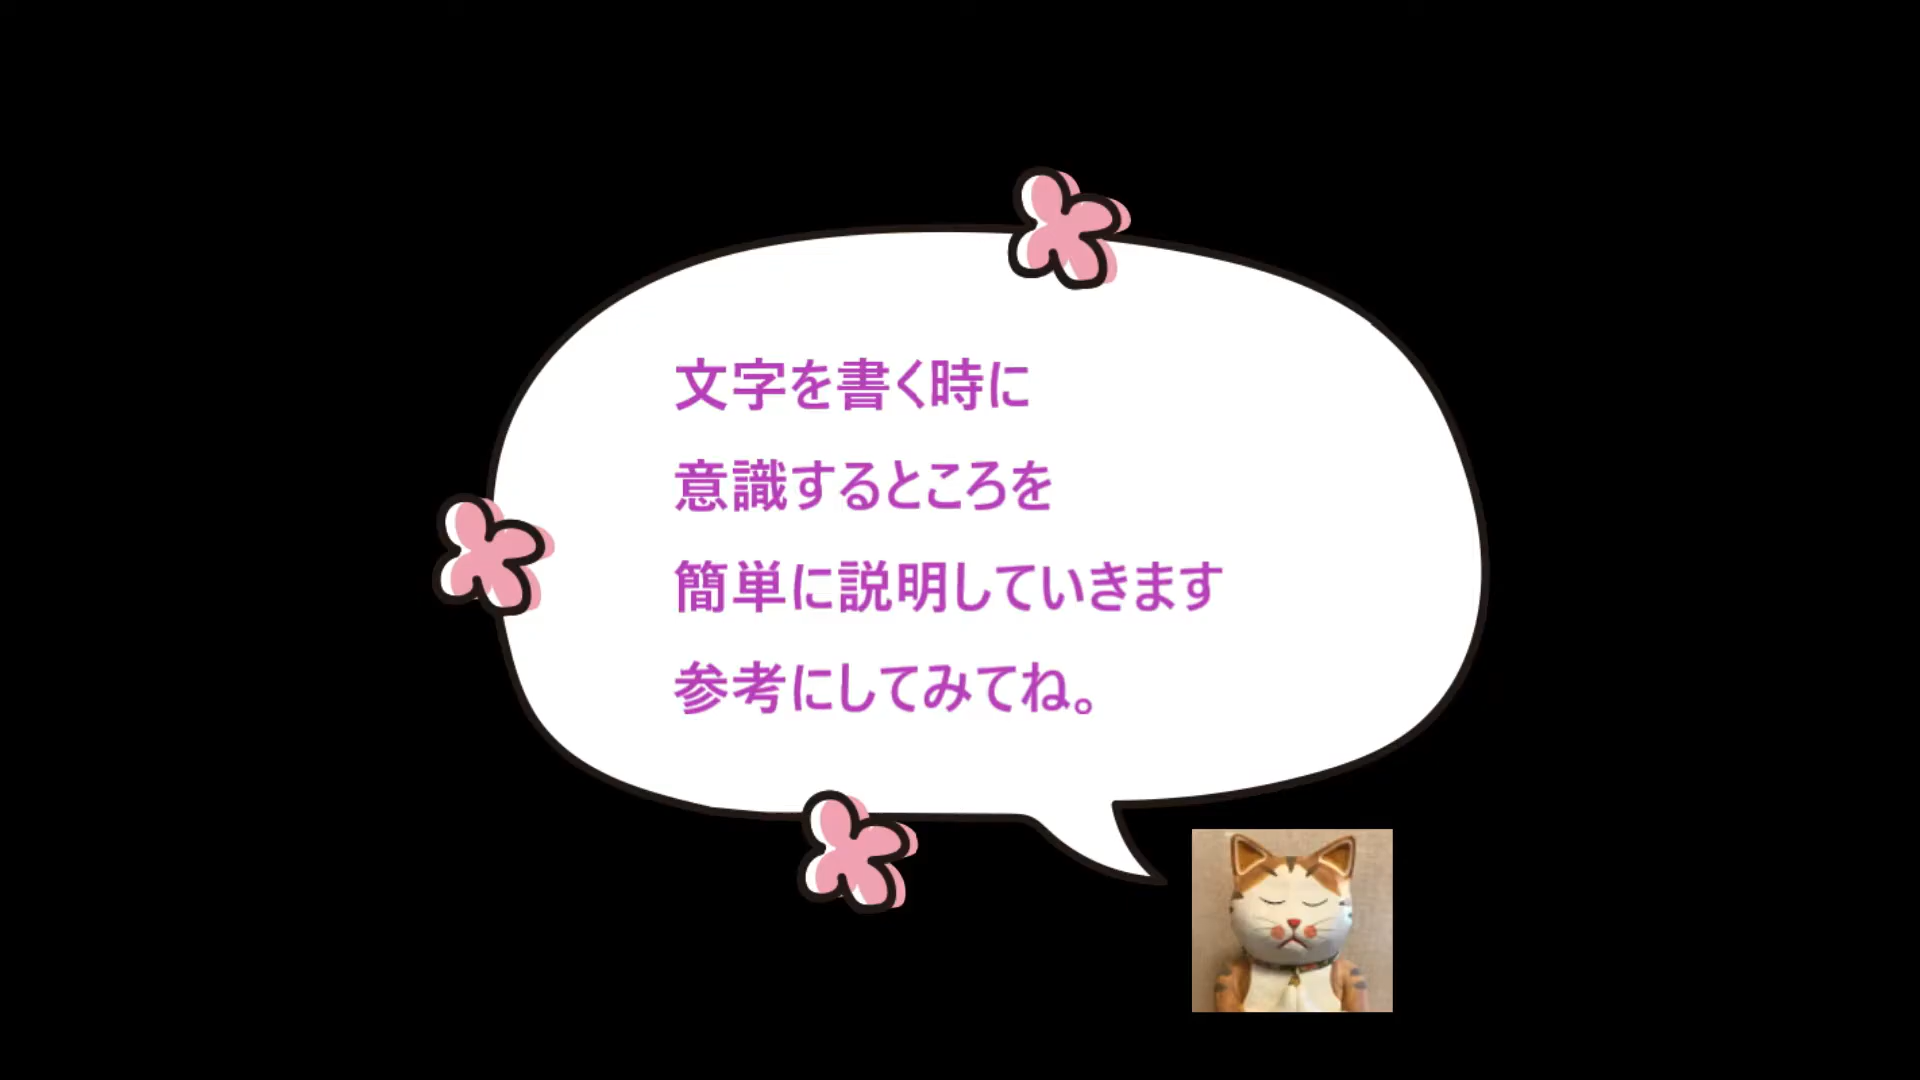 文字を書く時に
意識するところを
簡単に説明していきます
参考にしてみてね。